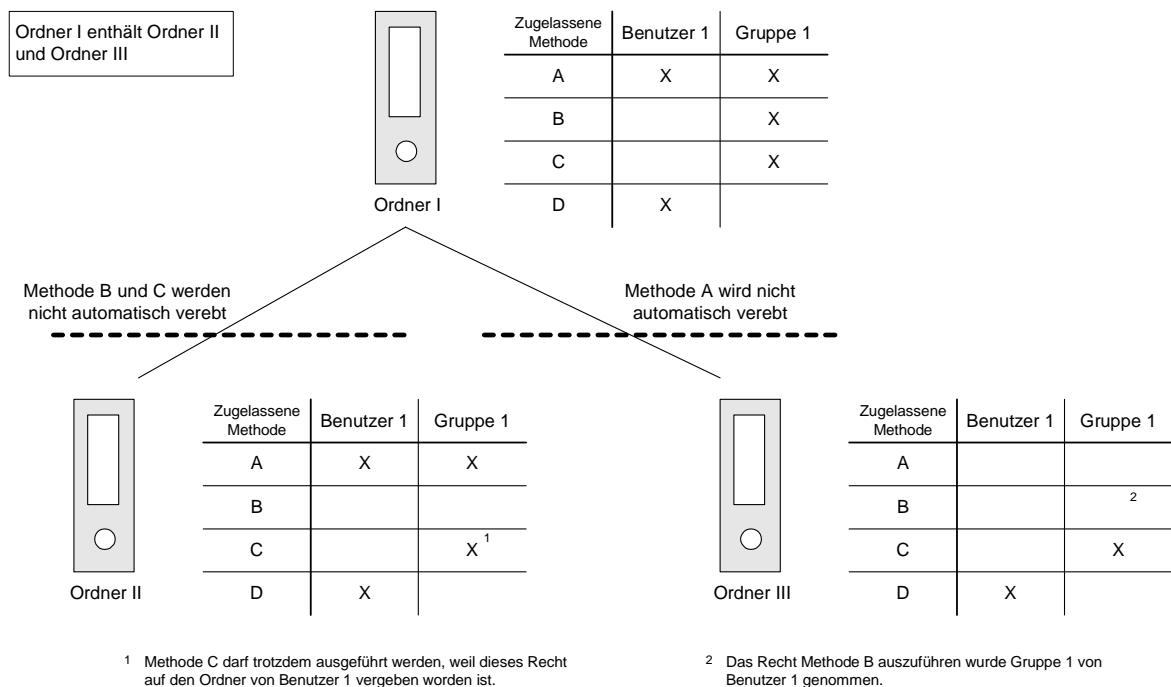 Ordner I enthält Ordner II
und Ordner III
Zugelassene
Methode
Benutzer 1
Gruppe 1
A X X
B X
C X
D X
Ordner I
Methode B und C werden
nicht automatisch verebt
Methode A wird nicht
automatisch verebt
Zugelassene
Methode
Benutzer 1
Gruppe 1
A X X
B
C X 1
D X
Ordner II
Zugelassene
Methode
Benutzer 1
Gruppe 1
A
B 2
C X
D X
Ordner III
1 Methode C darf trotzdem ausgeführt werden, weil dieses Recht
auf den Ordner von Benutzer 1 vergeben worden ist.
2 Das Recht Methode B auszuführen wurde Gruppe 1 von
Benutzer 1 genommen.